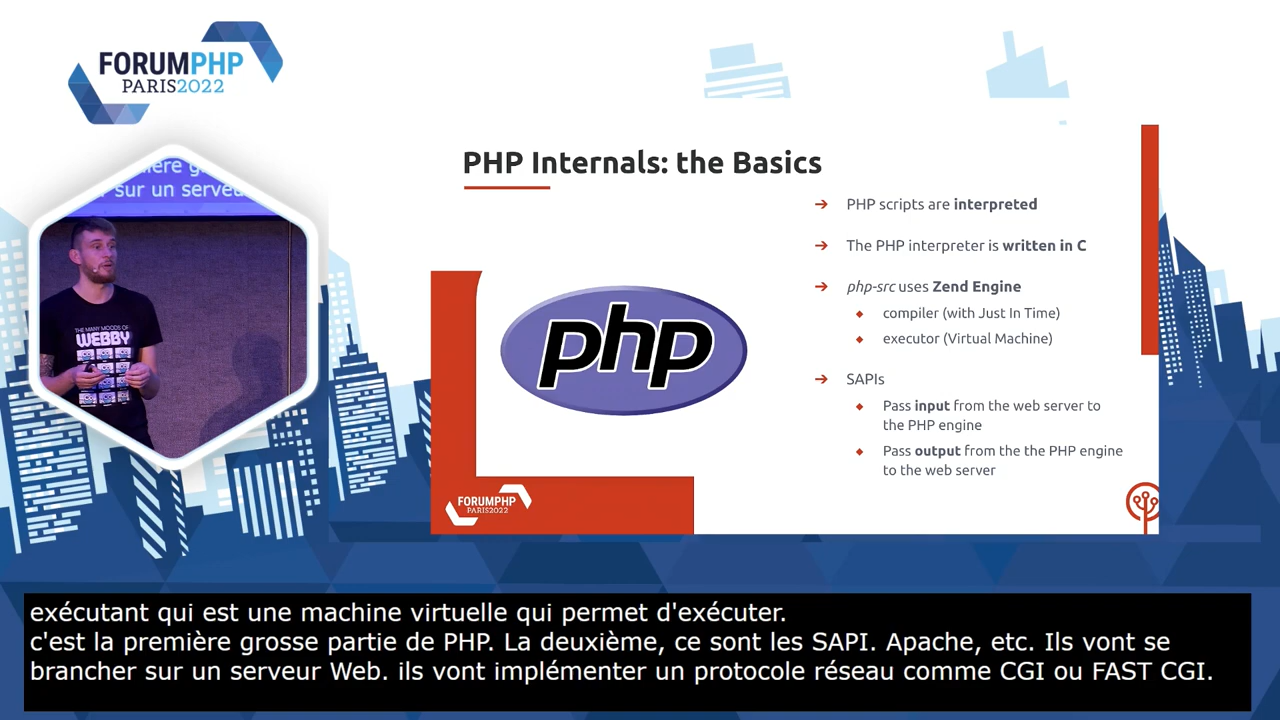 FORUMPHP
PARIS2022
sur un serveu
THE MANY MOODS OF
WEBBY
PHP Internals: the Basics
PHP scripts are interpreted
The PHP interpreter is written in C
php-src uses Zend Engine
compiler (with Just In Time)
executor (Virtual Machine)
SAPIs
Pass input from the web server to
the PHP engine
Pass output from the the PHP engine
to the web server
php
FORUMPHP
PARIS2022
exécutant qui est une machine virtuelle qui permet d'exécuter.
c'est la première grosse partie de PHP. La deuxième, ce sont les SAPI. Apache, etc. Ils vont se
brancher sur un serveur Web. ils vont implémenter un protocole réseau comme CGI ou FAST CGI.